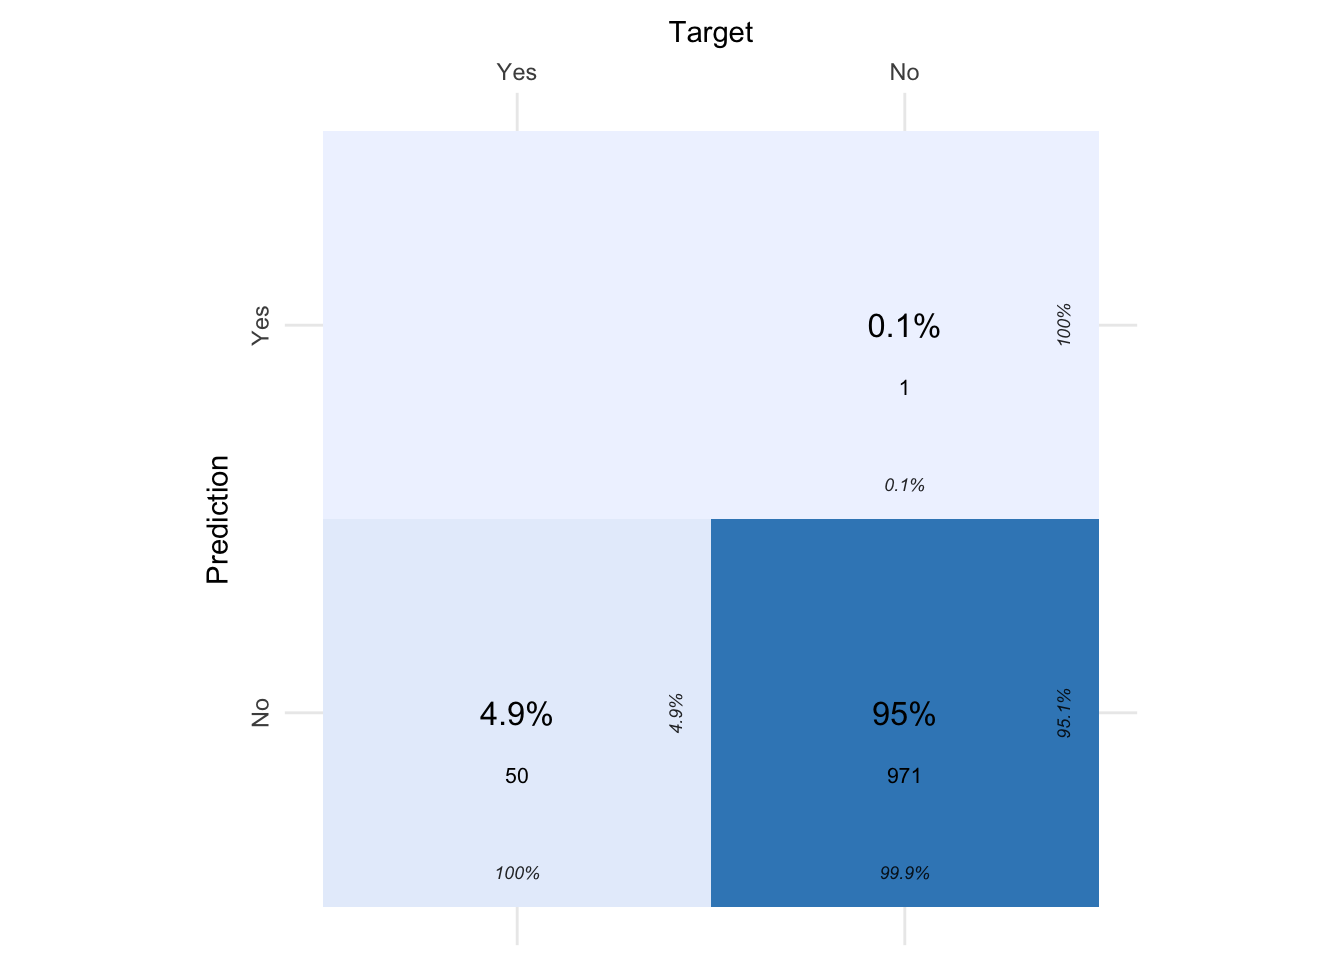 Target
Yes
No
Yes
0.1%
100%
1
0.1%
Prediction
No
4.9%
4.9%
95%
95.1%
50
971
100%
99.9%